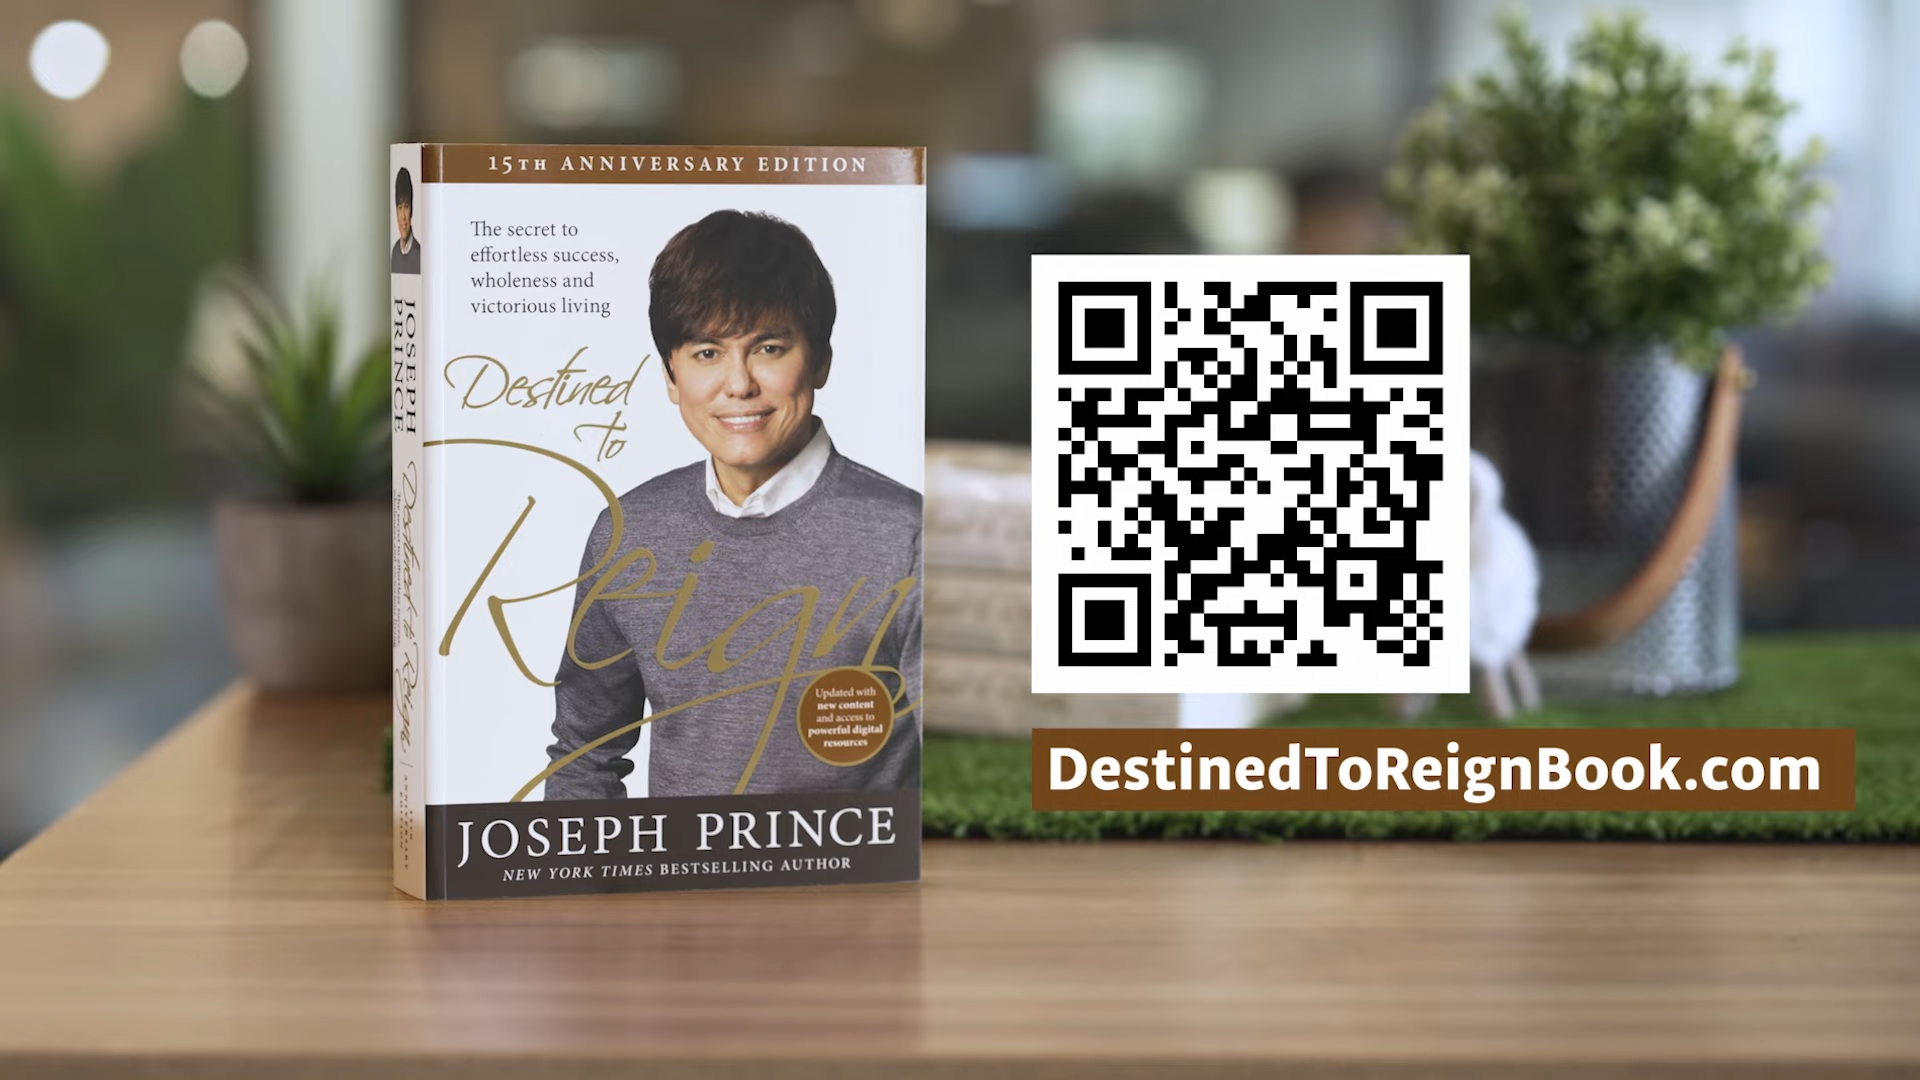 15TH ANNIVERSARY EDITION
The secret to
effortless success,
wholeness and
victorious living
Destined
to
Reign
Updated with
new content
and access to
powerful digital
resources
JOSEPH PRINCE
NEW YORK TIMES BESTSELLING AUTHOR
JOSEPH
PRINCE
Destined to Reign
DestinedToReignBook.com